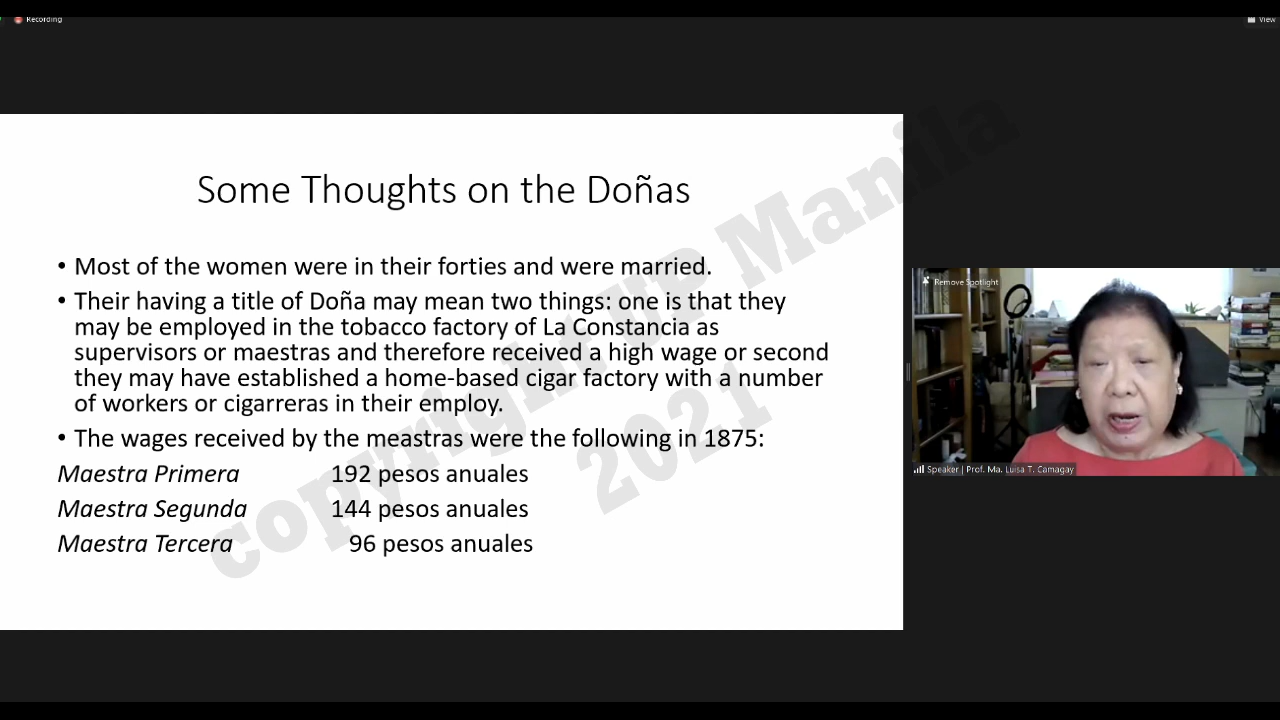 Recording
View
Some Thoughts on the Doñas
• Most of the women were in their forties and were married.
• Their having a title of Doña may mean two things: one is that they
may be employed in the tobacco factory of La Constancia as
supervisors or maestras and therefore received a high wage or second
they may have established a home-based cigar factory with a number
of workers or cigarreras in their employ.
• The wages received by the meastras were the following in 1875:
Maestra Primera 192 pesos anuales
Maestra Segunda 144 pesos anuales
Maestra Tercera 96 pesos anuales
copyright UP Manila
2021
Remove Spotlight
Speaker | Prof. Ma. Luisa T. Camagay